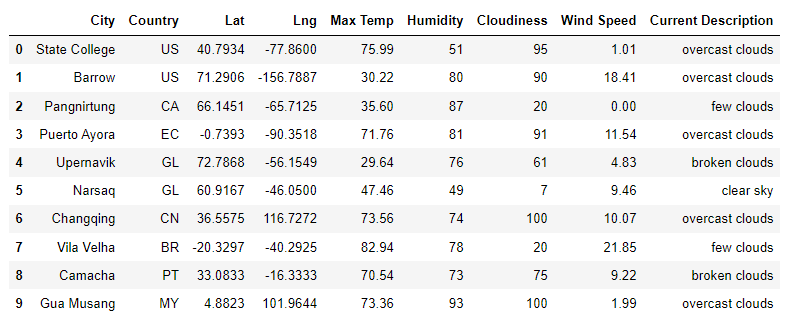 City Country Lat Lng Max Temp Humidity Cloudiness Wind Speed Current Description
0 State College US 40.7934 -77.8600 75.99 51 95 1.01 overcast clouds
1 Barrow US 71.2906 -156.7887 30.22 80 90 18.41 overcast clouds
2 Pangnirtung CA 66.1451 -65.7125 35.60 87 20 0.00 few clouds
3 Puerto Ayora EC -0.7393 -90.3518 71.76 81 91 11.54 overcast clouds
4 Upernavik GL 72.7868 -56.1549 29.64 76 61 4.83 broken clouds
5 Narsaq GL 60.9167 -46.0500 47.46 49 7 9.46 clear sky
6 Changqing CN 36.5575 116.7272 73.56 74 100 10.07 overcast clouds
7 Vila Velha BR -20.3297 -40.2925 82.94 78 20 21.85 few clouds
8 Camacha PT 33.0833 -16.3333 70.54 73 75 9.22 broken clouds
9 Gua Musang MY 4.8823 101.9644 73.36 93 100 1.99 overcast clouds